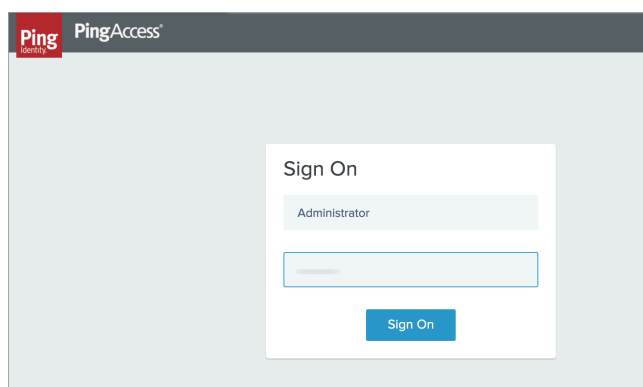 Ping
Identity.
PingAccess®
Sign On
Administrator
Sign On